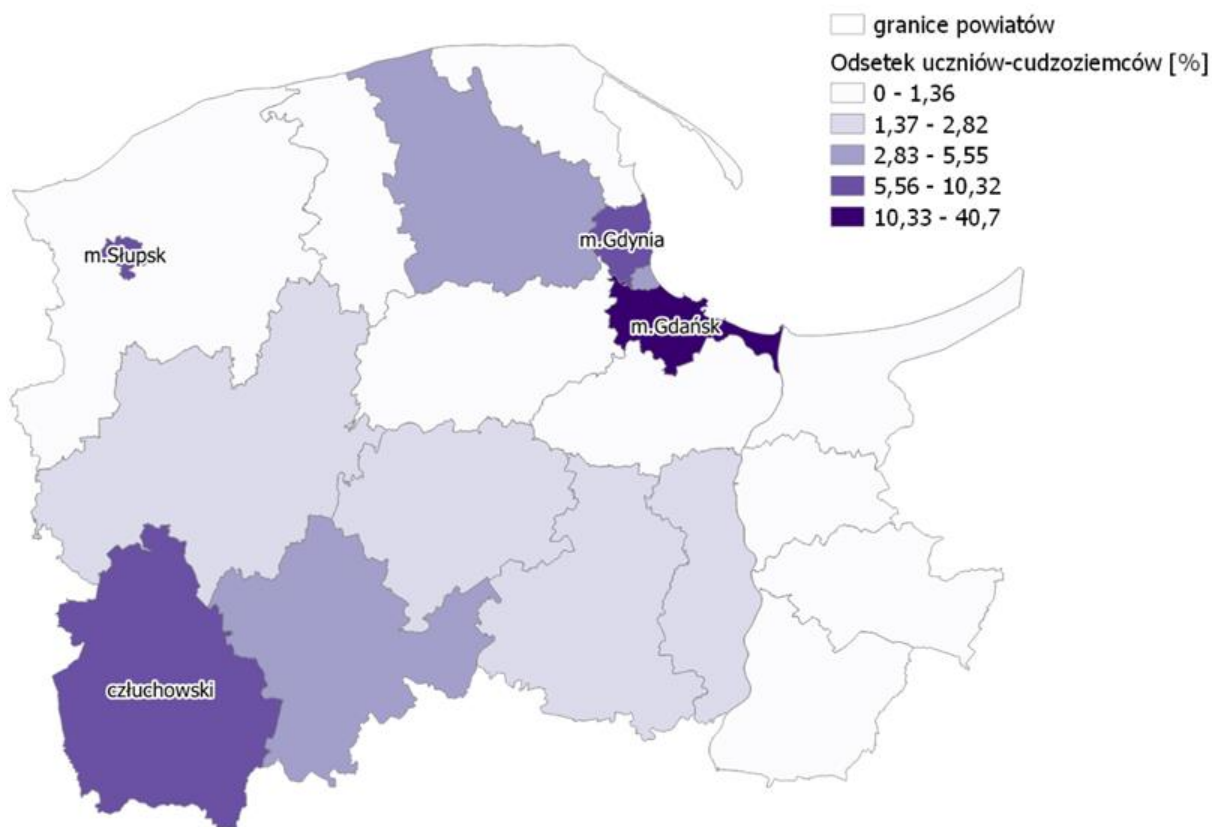 granice powiatów
Odsetek uczniów-cudzoziemców [%]
0 - 1,36
1,37 - 2,82
2,83 - 5,55
5,56 - 10,32
10,33 - 40,7
m.Słupsk
m.Gdynia
m.Gdańsk
człuchowski